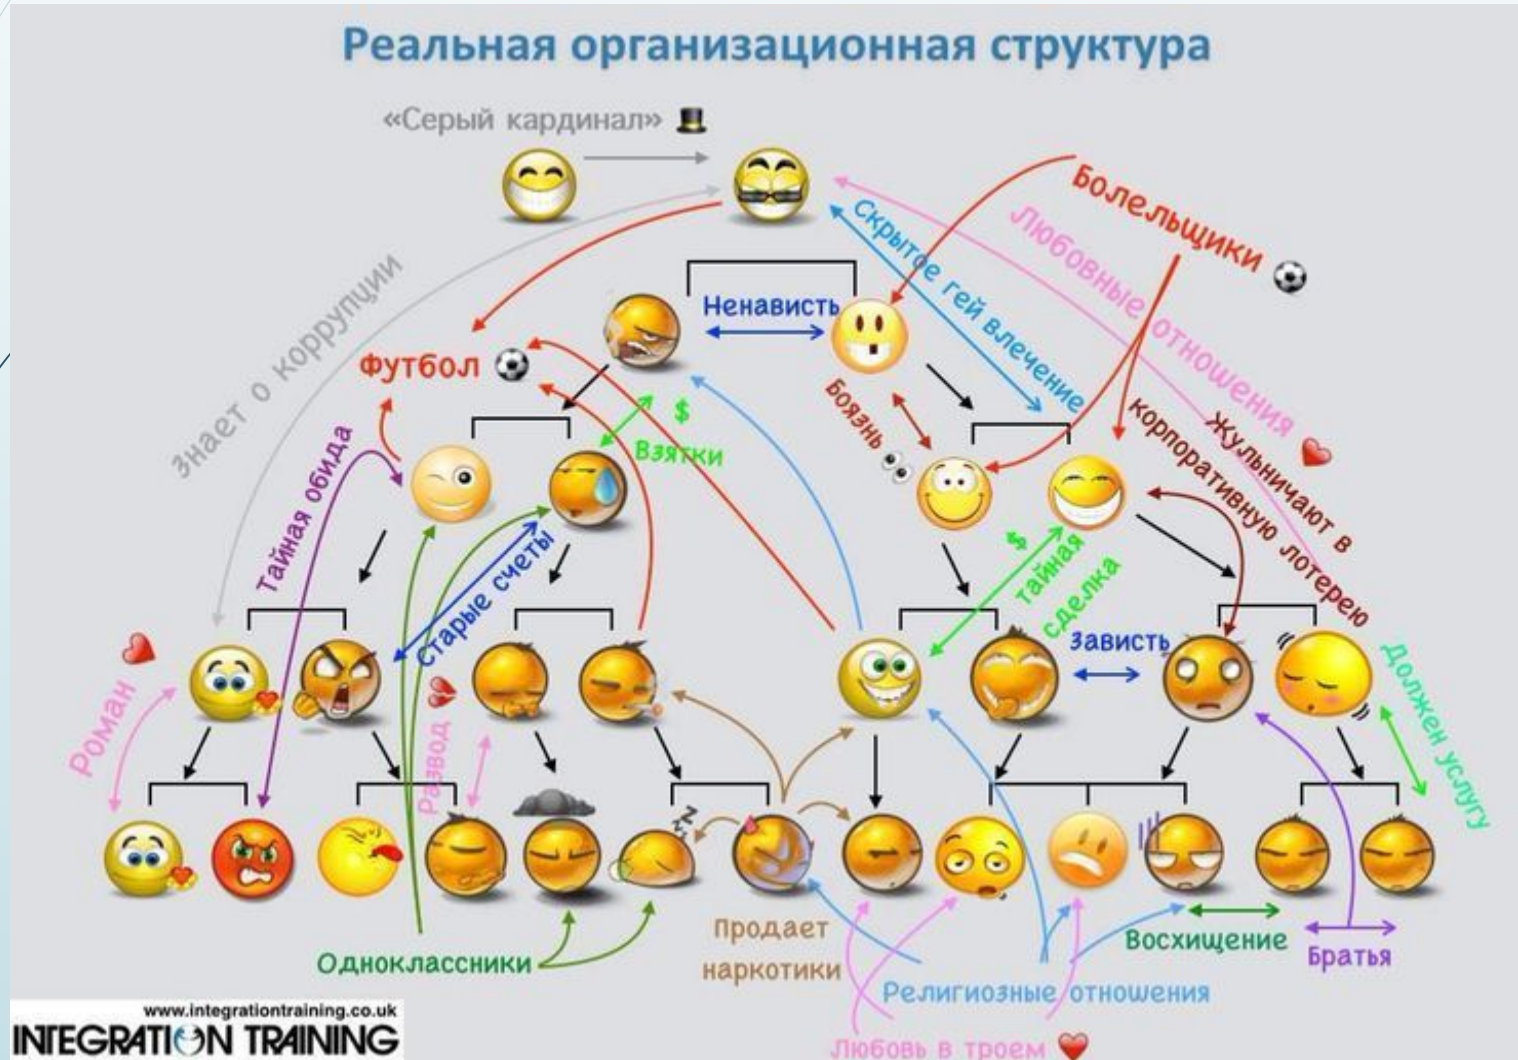 Реальная организационная структура
«Серый кардинал»
Болельщики
Любовные отношения
Скрытое гей влечение
Знает о коррупции
Ненависть
Футбол
Боязнь
$
Взятки
Жульничают в
корпоративную лотерею
Тайная обида
Старые счеты
$
тайная
сделка
Зависть
Должен услугу
Роман
Развод
z
z
z
Продает
наркотики
Одноклассники
Восхищение
Братья
Религиозные отношения
Любовь в троем
www.integrationtraining.co.uk
INTEGRATION TRAINING